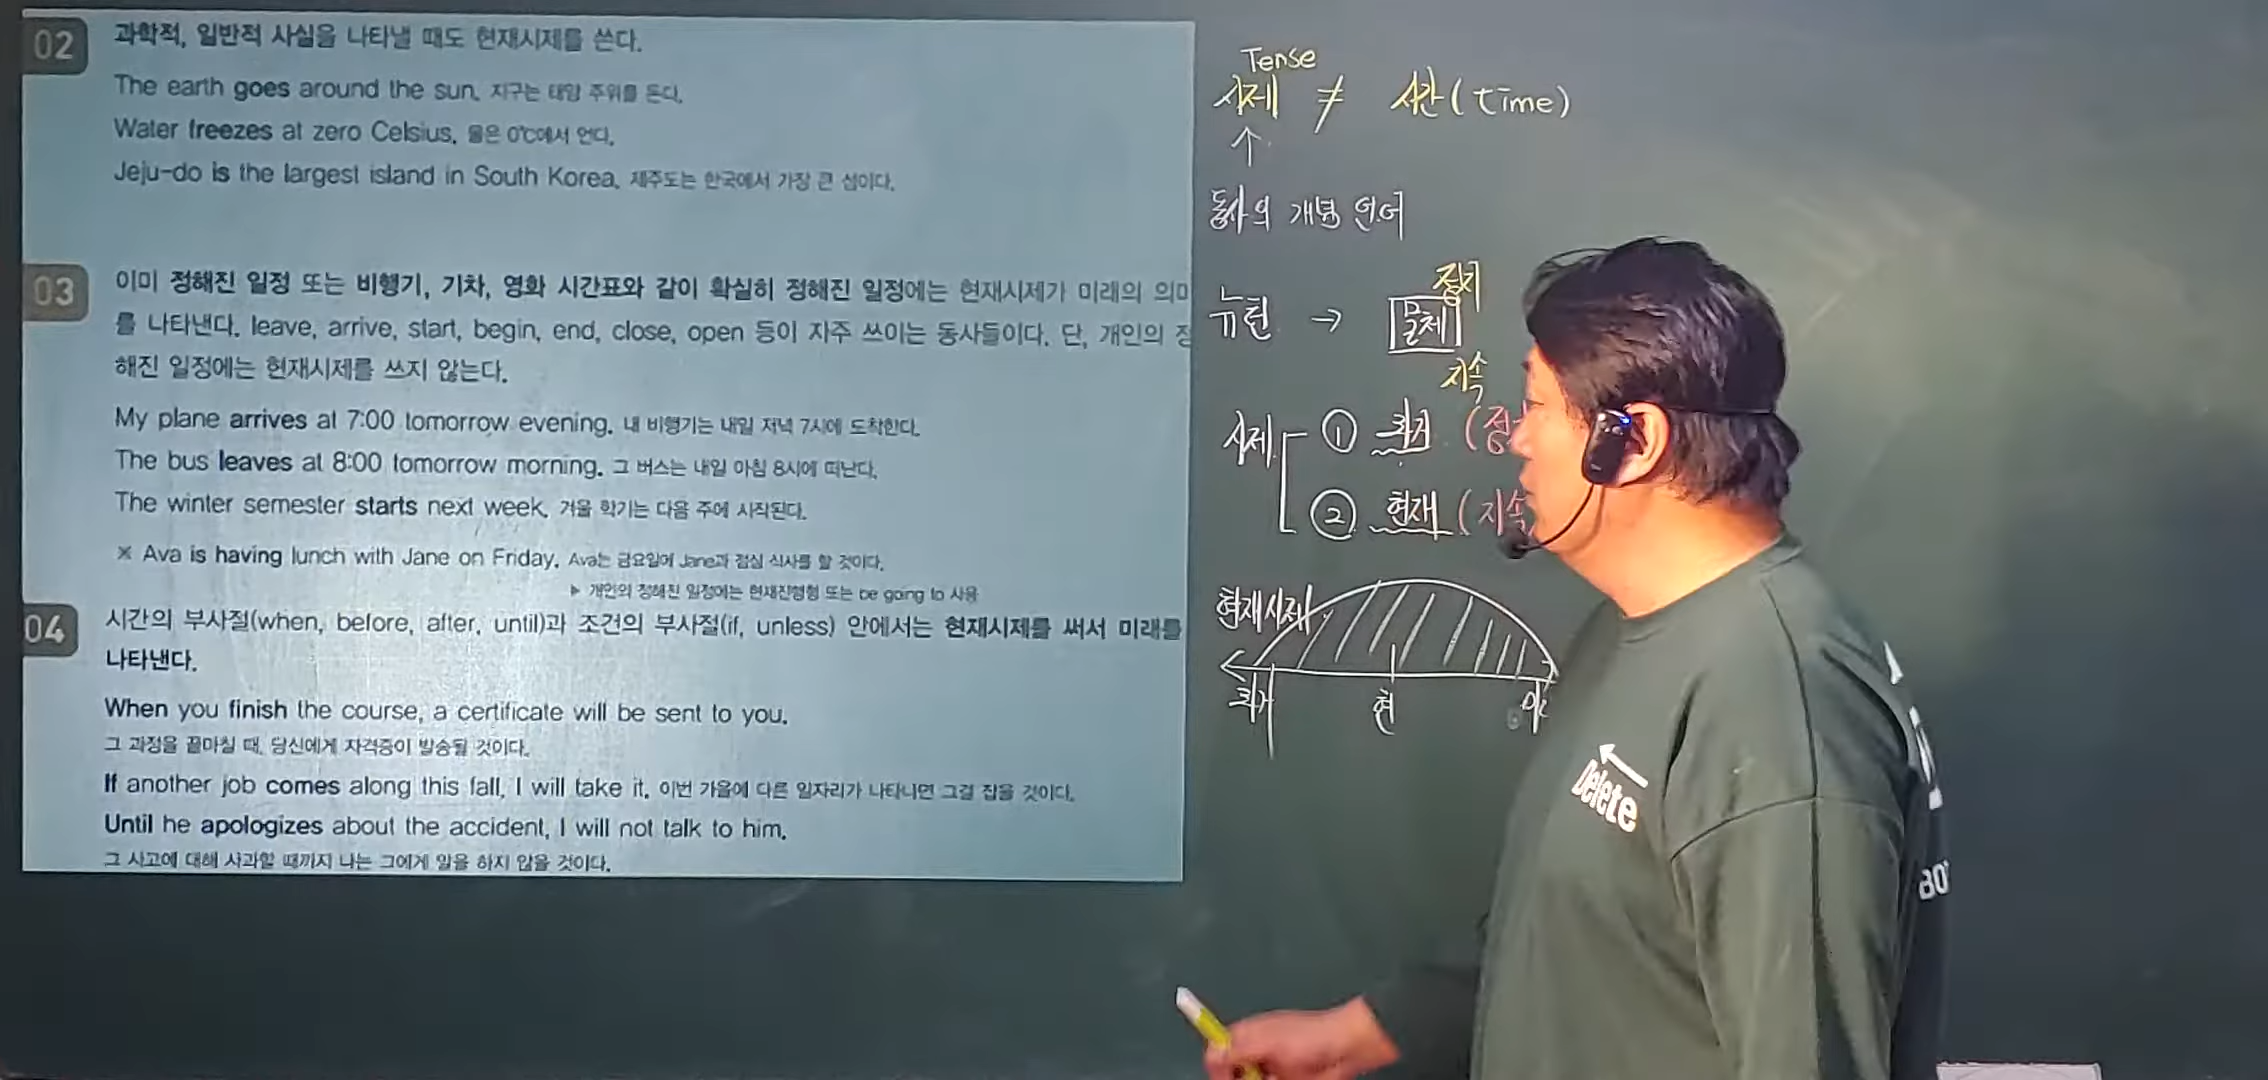 02 과학적, 일반적 사실을 나타낼 때도 현재시제를 쓴다.
The earth goes around the sun. 지구는 태양 주위를 돈다.
Water freezes at zero Celsius. 물은 0℃에서 언다.
Jeju-do is the largest island in South Korea. 제주도는 한국에서 가장 큰 섬이다.
03 이미 정해진 일정 또는 비행기, 기차, 영화 시간표와 같이 확실히 정해진 일정에는 현재시제가 미래의 의미
를 나타낸다. leave, arrive, start, begin, end, close, open 등이 자주 쓰이는 동사들이다. 단, 개인의 정
해진 일정에는 현재시제를 쓰지 않는다.
My plane arrives at 7:00 tomorrow evening. 내 비행기는 내일 저녁 7시에 도착한다.
The bus leaves at 8:00 tomorrow morning. 그 버스는 내일 아침 8시에 떠난다.
The winter semester starts next week. 겨울 학기는 다음 주에 시작된다.
※ Ava is having lunch with Jane on Friday. Ava는 금요일에 Jane과 점심 식사를 할 것이다.
▶ 개인의 정해진 일정에는 현재진행형 또는 be going to 사용
04 시간의 부사절(when, before, after, until)과 조건의 부사절(if, unless) 안에서는 현재시제를 써서 미래를
나타낸다.
When you finish the course, a certificate will be sent to you.
그 과정을 끝마칠 때, 당신에게 자격증이 발송될 것이다.
If another job comes along this fall, I will take it. 이번 가을에 다른 일자리가 나타나면 그걸 잡을 것이다.
Until he apologizes about the accident, I will not talk to him.
그 사고에 대해 사과할 때까지 나는 그에게 말을 하지 않을 것이다.
Tense
시제 ≠ 시간(time)
↑
동사의 개념 언어
정지
뉴턴 → 물체
지속
시제 ① 과거 (정
② 현재 (지속
현재시제
과거 현 미
← Delete